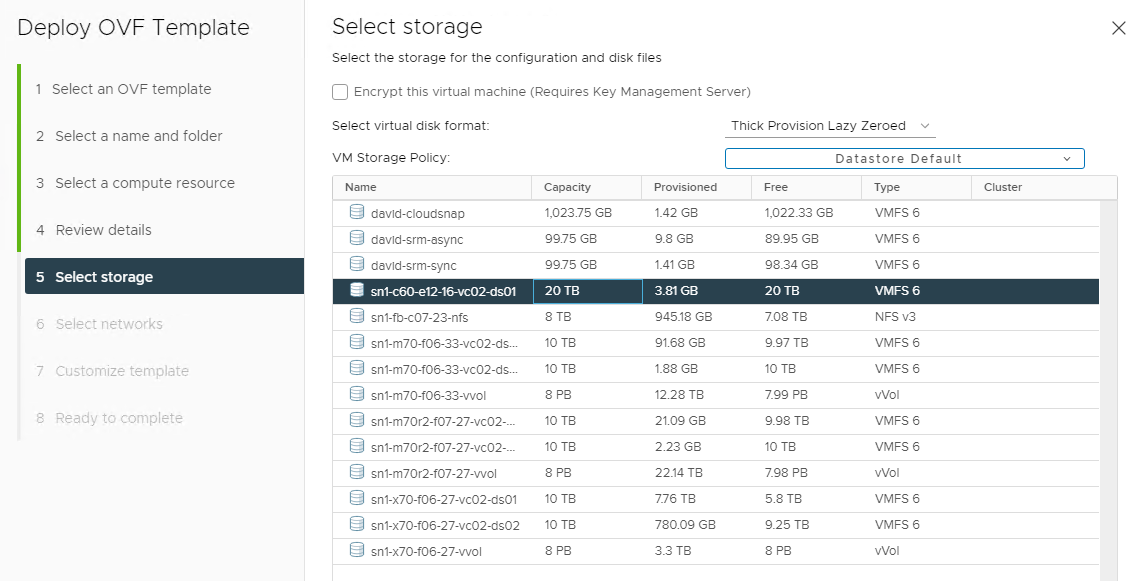 Deploy OVF Template
1 Select an OVF template
2 Select a name and folder
3 Select a compute resource
4 Review details
5 Select storage
6 Select networks
7 Customize template
8 Ready to complete
Select storage
Select the storage for the configuration and disk files
Encrypt this virtual machine (Requires Key Management Server)
Select virtual disk format: Thick Provision Lazy Zeroed
VM Storage Policy: Datastore Default
Name Capacity Provisioned Free Type Cluster
david-cloudsnap 1,023.75 GB 1.42 GB 1,022.33 GB VMFS 6
david-srm-async 99.75 GB 9.8 GB 89.95 GB VMFS 6
david-srm-sync 99.75 GB 1.41 GB 98.34 GB VMFS 6
sn1-c60-e12-16-vc02-ds01 20 TB 3.81 GB 20 TB VMFS 6
sn1-fb-c07-23-nfs 8 TB 945.18 GB 7.08 TB NFS v3
sn1-m70-f06-33-vc02-ds... 10 TB 91.68 GB 9.97 TB VMFS 6
sn1-m70-f06-33-vc02-ds... 10 TB 1.88 GB 10 TB VMFS 6
sn1-m70-f06-33-vvol 8 PB 12.28 TB 7.99 PB vVol
sn1-m70r2-f07-27-vc02-... 10 TB 21.09 GB 9.98 TB VMFS 6
sn1-m70r2-f07-27-vc02-... 10 TB 2.23 GB 10 TB VMFS 6
sn1-m70r2-f07-27-vvol 8 PB 22.14 TB 7.98 PB vVol
sn1-x70-f06-27-vc02-ds01 10 TB 7.76 TB 5.8 TB VMFS 6
sn1-x70-f06-27-vc02-ds02 10 TB 780.09 GB 9.25 TB VMFS 6
sn1-x70-f06-27-vvol 8 PB 3.3 TB 8 PB vVol